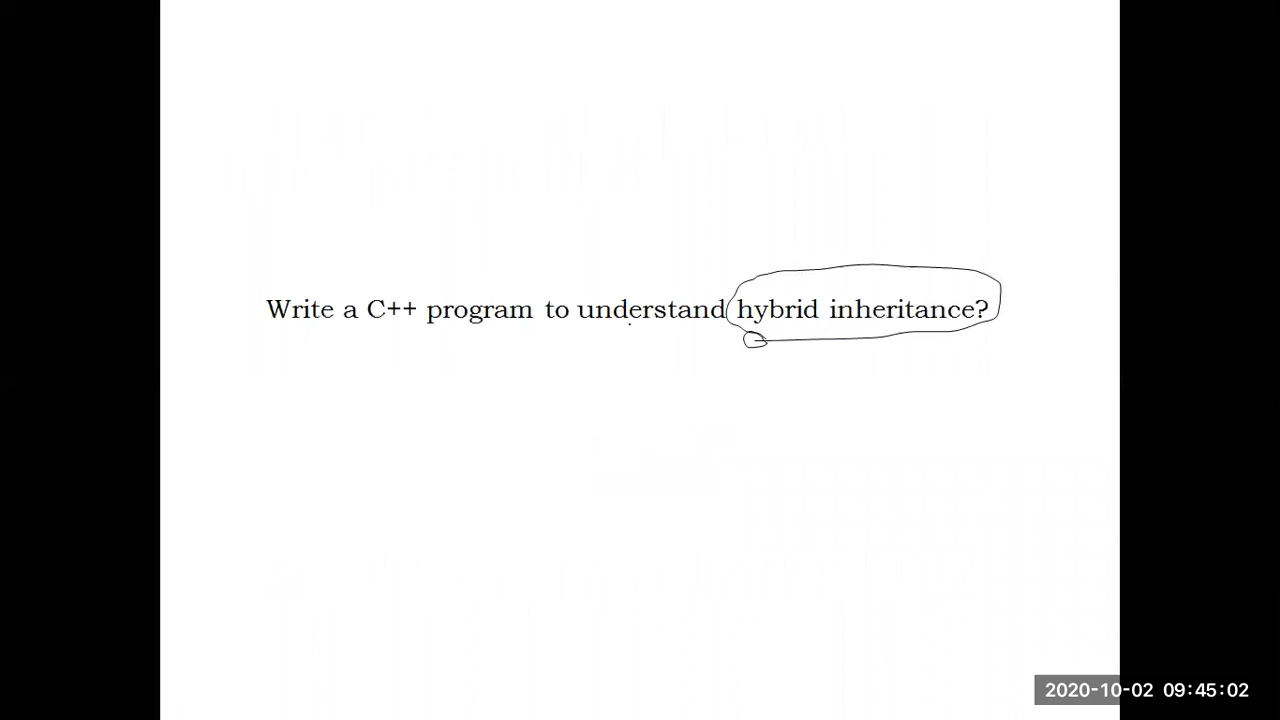 Write a C++ program to understand hybrid inheritance?
2020-10-02 09:45:02